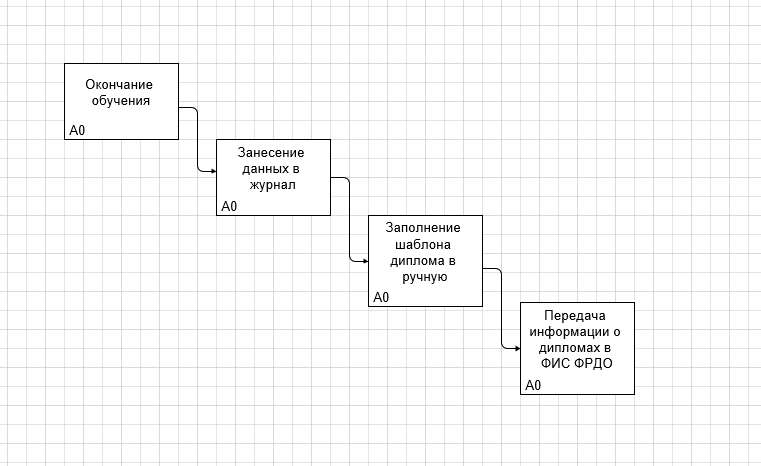 Окончание
обучения
A0
Занесение
данных в
журнал
A0
Заполнение
шаблона
диплома в
ручную
A0
Передача
информации о
дипломах в
ФИС ФРДО
A0